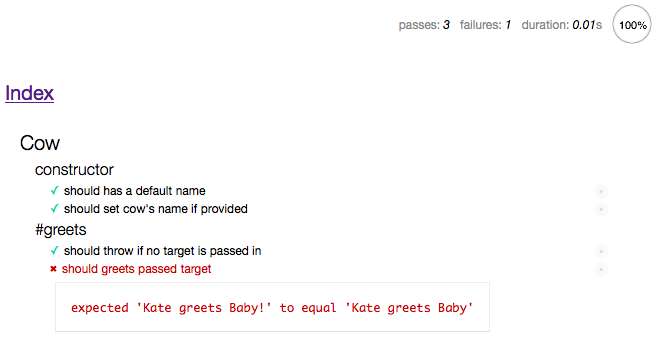 passes: 3 failures: 1 duration: 0.01s 100%
Index
Cow
constructor
✓ should has a default name
✓ should set cow's name if provided
#greets
✓ should throw if no target is passed in
✖ should greets passed target
expected 'Kate greets Baby!' to equal 'Kate greets Baby'